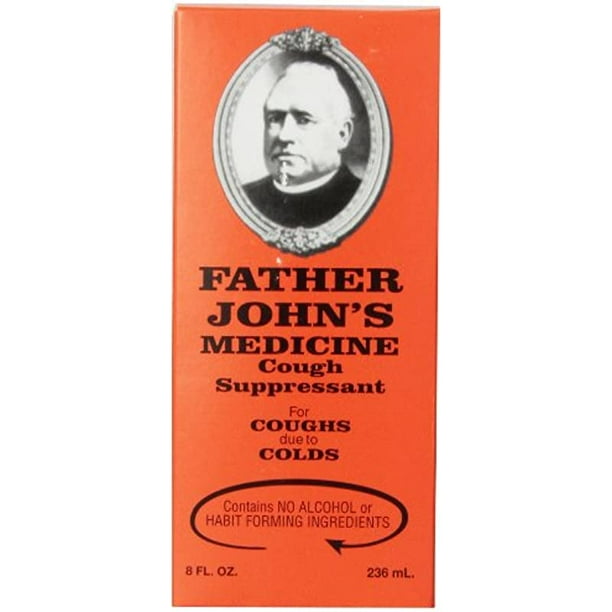 FATHER
JOHN'S
MEDICINE
Cough
Suppressant
For
COUGHS
due to
COLDS
Contains NO ALCOHOL or
HABIT FORMING INGREDIENTS
8 FL. OZ. 236 mL.